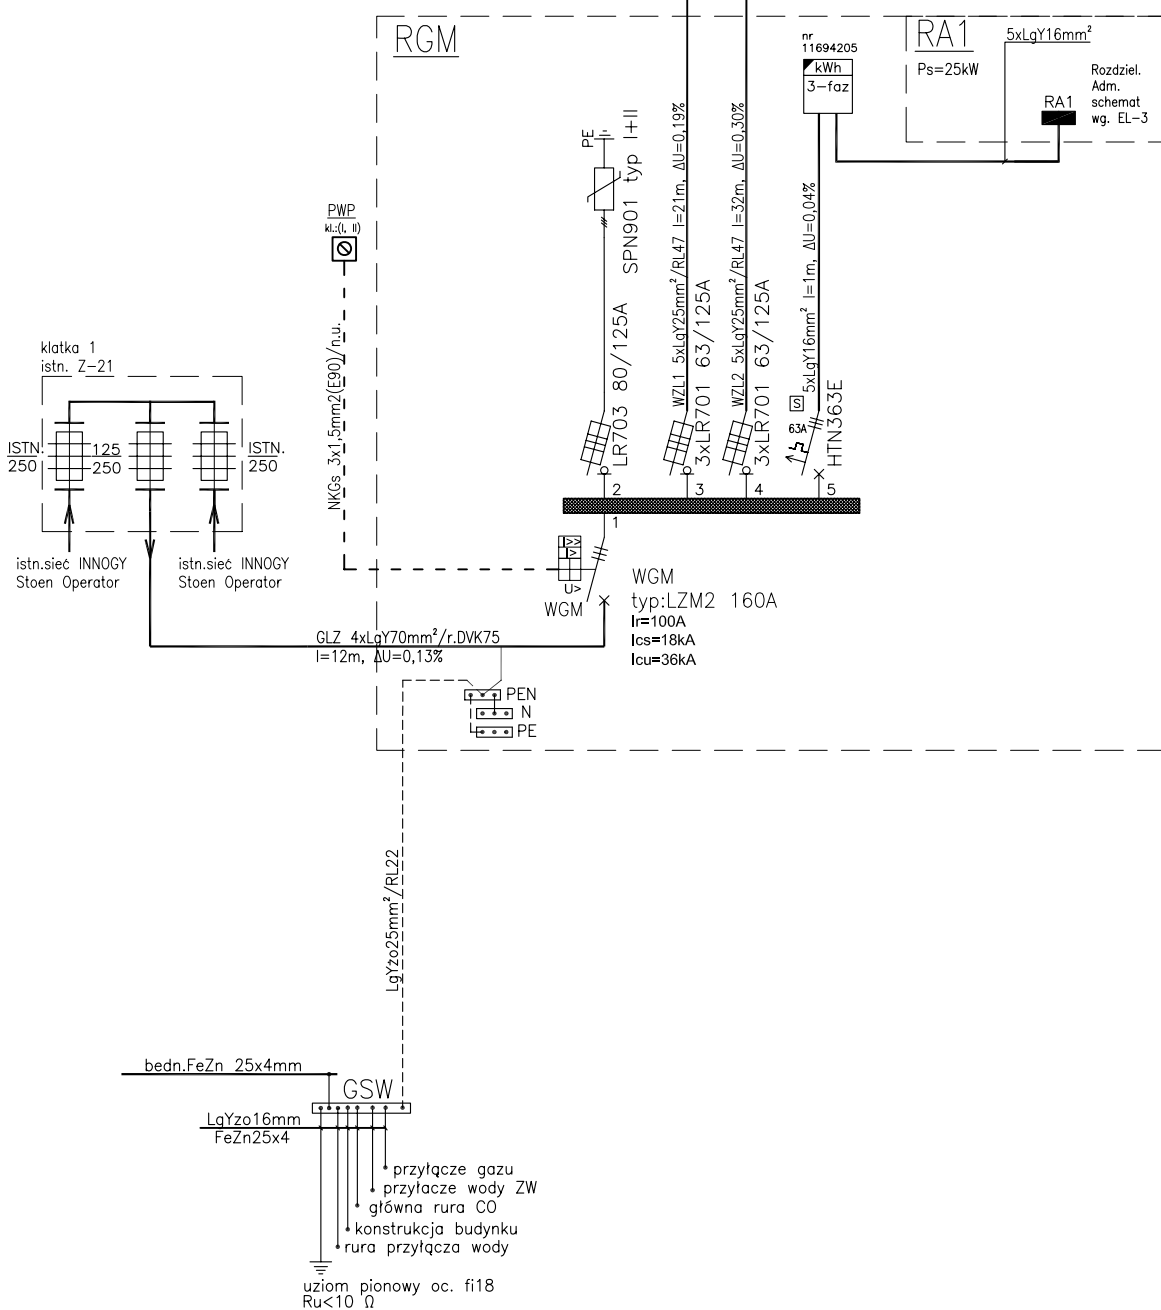 RGM
nr
11694205
kWh
3-faz
RA1
Ps=25kW
5xLgY16mm²
RA1
Rozdziel.
Adm.
schemat
wg. EL-3
PE
SPN901 typ I+II
LR703 80/125A
WZL1 5xLgY25mm²/RL47 l=21m, ΔU=0,19%
3xLR701 63/125A
WZL2 5xLgY25mm²/RL47 l=32m, ΔU=0,30%
3xLR701 63/125A
5xLgY16mm² l=1m, ΔU=0,04%
S
63A
HTN363E
PWP
kl.:(I, II)
NKGs 3x1,5mm2(E90)/n.u.
klatka 1
istn. Z-21
ISTN.
250
125
250
ISTN.
250
istn.sieć INNOGY
Stoen Operator
istn.sieć INNOGY
Stoen Operator
2
3
4
5
1
I>>
I>
U>
WGM
WGM
typ:LZM2 160A
Ir=100A
Ics=18kA
Icu=36kA
GLZ 4xLgY70mm²/r.DVK75
l=12m, ΔU=0,13%
PEN
N
PE
LgYżo25mm²/RL22
bedn.FeZn 25x4mm
GSW
LgYzo16mm
FeZn25x4
przyłącze gazu
przyłacze wody ZW
główna rura CO
konstrukcja budynku
rura przyłącza wody
uziom pionowy oc. fi18
Ru<10 Ω